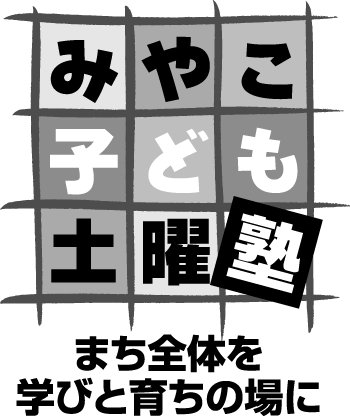 みやこ
子ども
土曜塾
まち全体を
学びと育ちの場に